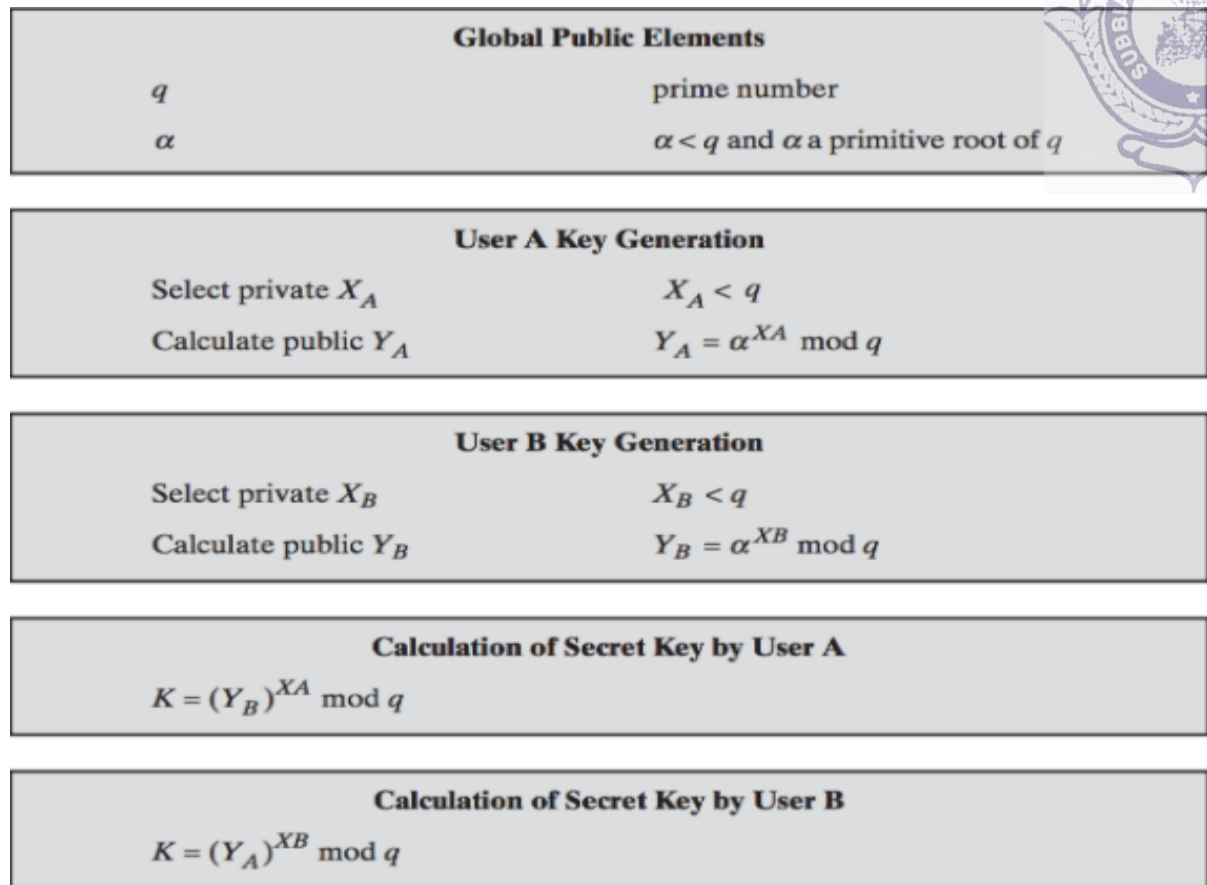 Global Public Elements
q prime number
α α < q and α a primitive root of q
User A Key Generation
Select private X_A X_A < q
Calculate public Y_A Y_A = α^{XA} mod q
User B Key Generation
Select private X_B X_B < q
Calculate public Y_B Y_B = α^{XB} mod q
Calculation of Secret Key by User A
K = (Y_B)^{XA} mod q
Calculation of Secret Key by User B
K = (Y_A)^{XB} mod q